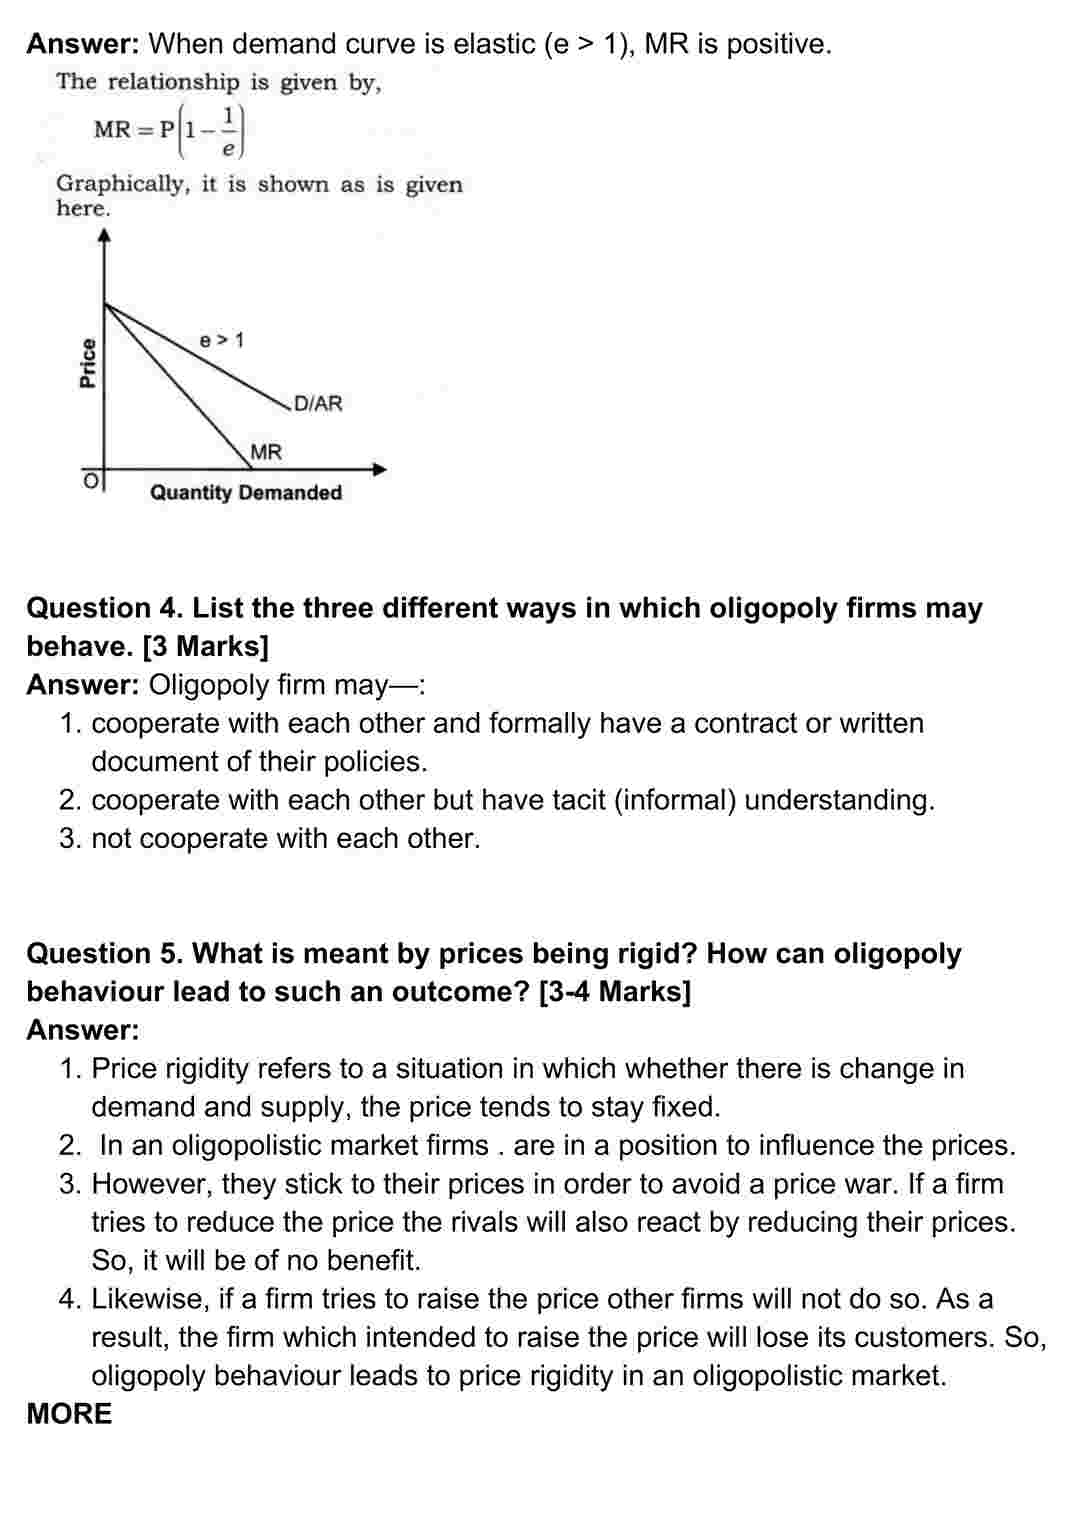 Answer: When demand curve is elastic (e > 1), MR is positive.
The relationship is given by,
MR = P(1 - 1/e)
Graphically, it is shown as is given
here.
Price
e > 1
D/AR
MR
O
Quantity Demanded
Question 4. List the three different ways in which oligopoly firms may
behave. [3 Marks]
Answer: Oligopoly firm may—:
1. cooperate with each other and formally have a contract or written
document of their policies.
2. cooperate with each other but have tacit (informal) understanding.
3. not cooperate with each other.
Question 5. What is meant by prices being rigid? How can oligopoly
behaviour lead to such an outcome? [3-4 Marks]
Answer:
1. Price rigidity refers to a situation in which whether there is change in
demand and supply, the price tends to stay fixed.
2. In an oligopolistic market firms . are in a position to influence the prices.
3. However, they stick to their prices in order to avoid a price war. If a firm
tries to reduce the price the rivals will also react by reducing their prices.
So, it will be of no benefit.
4. Likewise, if a firm tries to raise the price other firms will not do so. As a
result, the firm which intended to raise the price will lose its customers. So,
oligopoly behaviour leads to price rigidity in an oligopolistic market.
MORE